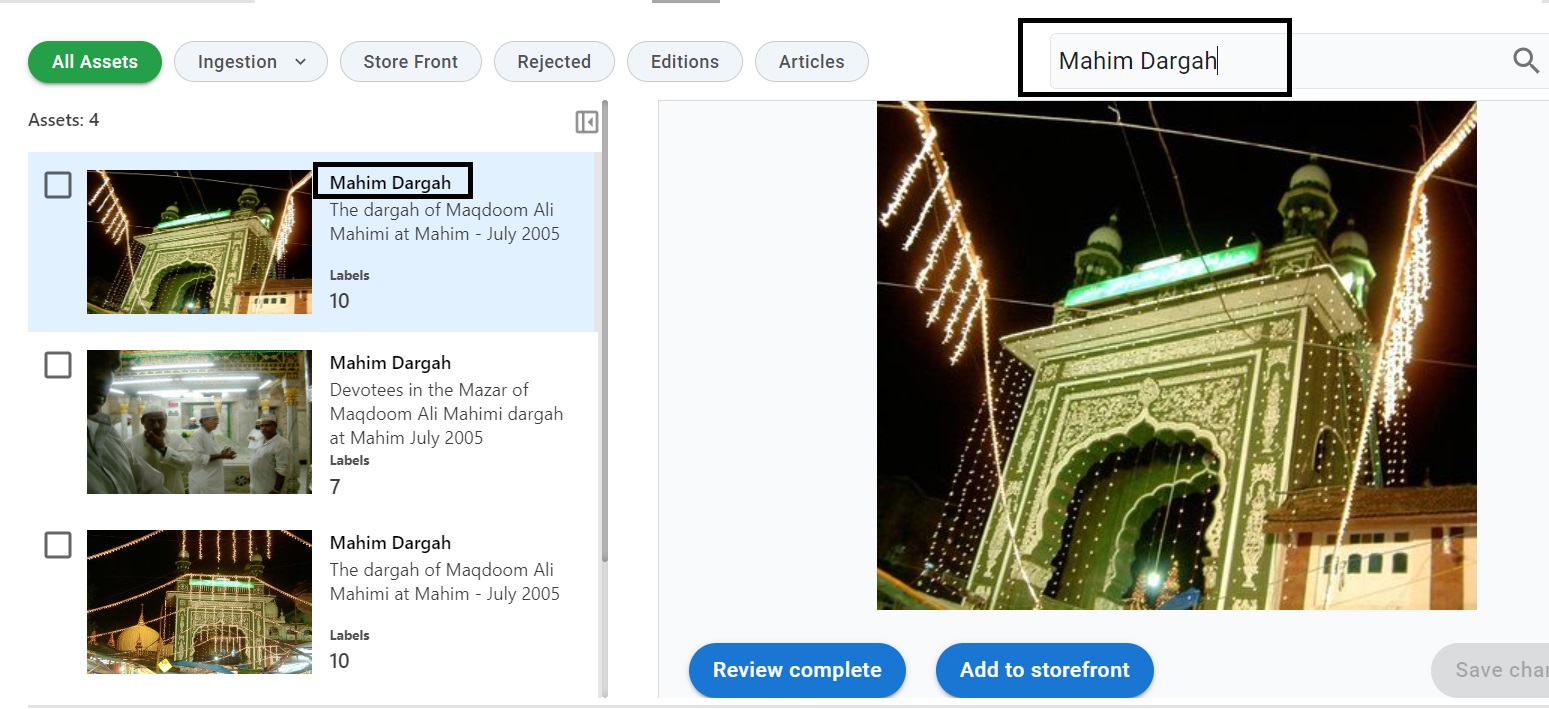 All Assets
Ingestion
Store Front
Rejected
Editions
Articles
Mahim Dargah
Assets: 4
Mahim Dargah
The dargah of Maqdoom Ali
Mahimi at Mahim - July 2005
Labels
10
Mahim Dargah
Devotees in the Mazar of
Maqdoom Ali Mahimi dargah
at Mahim July 2005
Labels
7
Mahim Dargah
The dargah of Maqdoom Ali
Mahimi at Mahim - July 2005
Labels
10
Review complete
Add to storefront
Save char